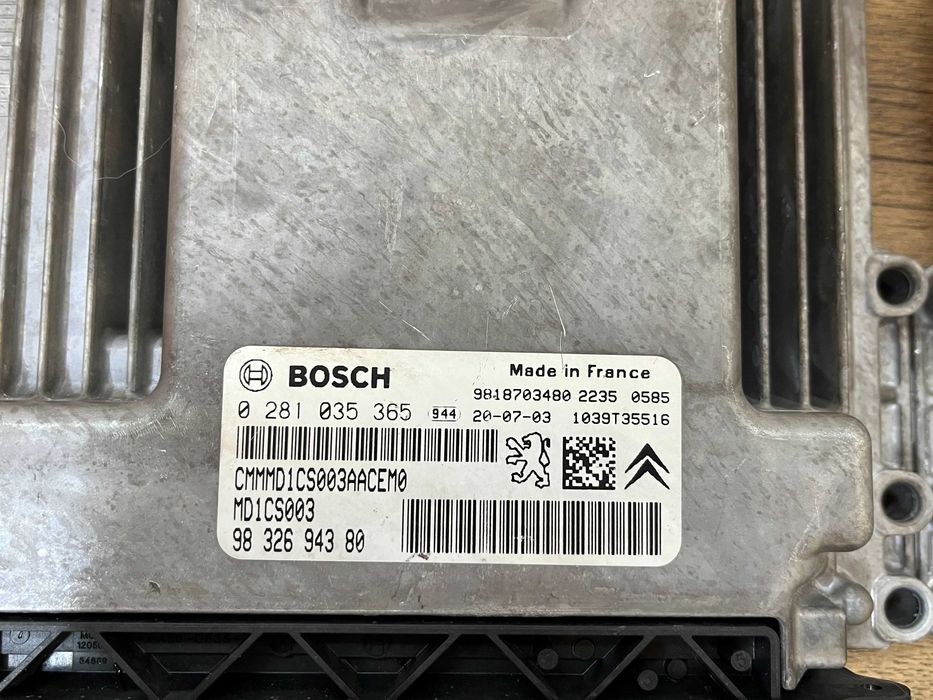 BOSCH
Made in France
9818703480 2235 0585
0 281 035 365 944 20-07-03 1039T35516
CMMMD1CS003AACEM0
MD1CS003
98 326 943 80